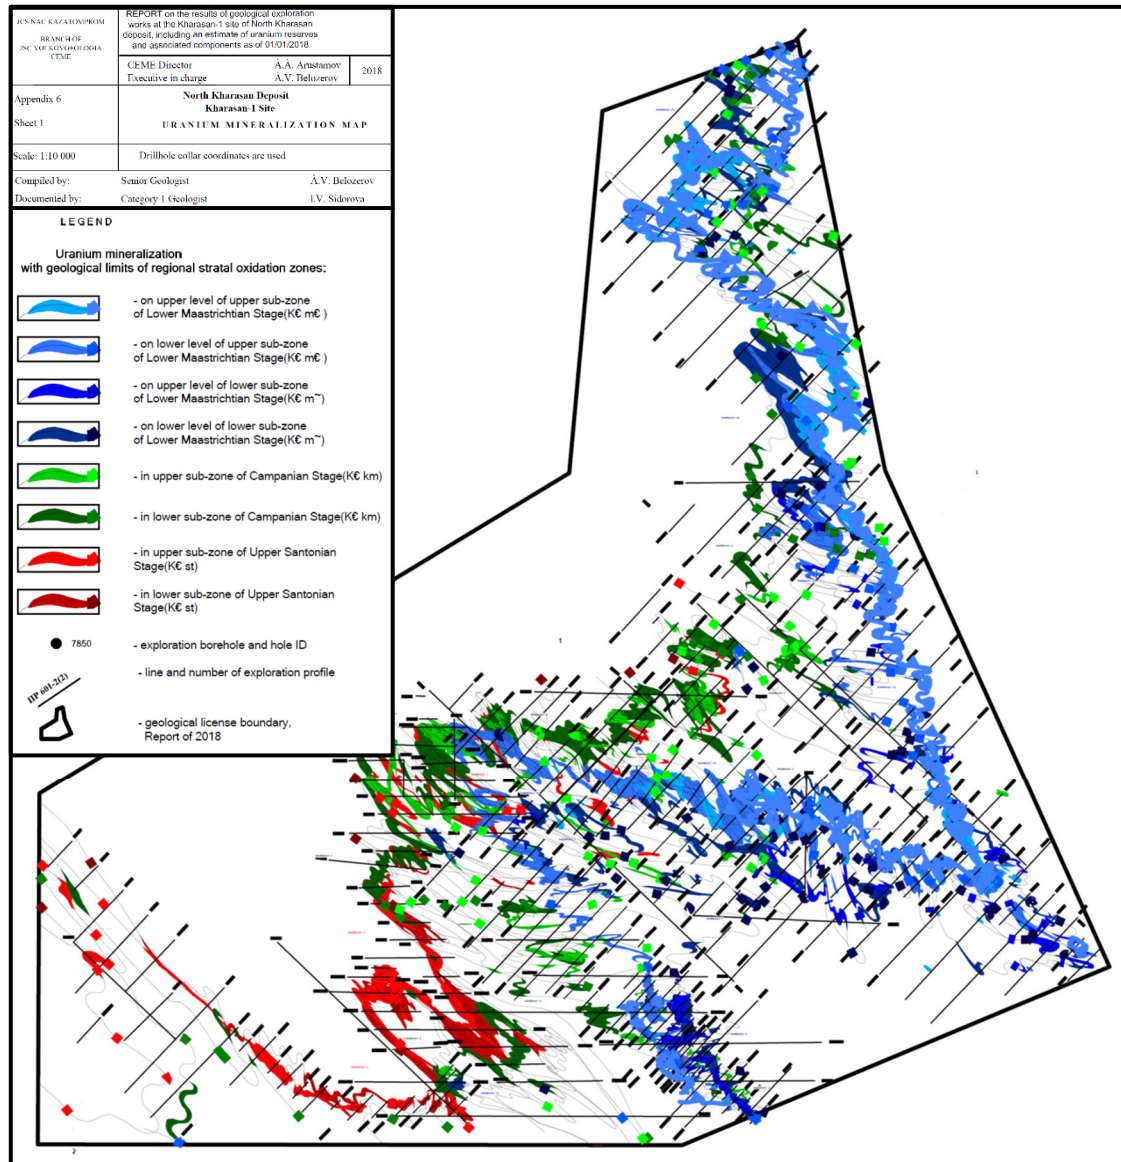 JCS NAC KAZATOMPROM
BRANCH OF
JSC VOLKOVGEOLOGIA
CEME
REPORT on the results of geological exploration
works at the Kharasan-1 site of North Kharasan
deposit, including an estimate of uranium reserves
and associated components as of 01/01/2018
CEME Director À.À. Arustamov
Executive in charge À.V. Belozerov
2018
Appendix 6
Sheet 1
North Kharasan Deposit
Kharasan-1 Site
URANIUM MINERALIZATION MAP
Scale: 1:10 000
Drillhole collar coordinates are used
Compiled by: Senior Geologist À.V. Belozerov
Documented by: Category 1 Geologist I.V. Sidorova
LEGEND
Uranium mineralization
with geological limits of regional stratal oxidation zones:
- on upper level of upper sub-zone
of Lower Maastrichtian Stage(K€ m€ )
- on lower level of upper sub-zone
of Lower Maastrichtian Stage(K€ m€ )
- on upper level of lower sub-zone
of Lower Maastrichtian Stage(K€ m~)
- on lower level of lower sub-zone
of Lower Maastrichtian Stage(K€ m~)
- in upper sub-zone of Campanian Stage(K€ km)
- in lower sub-zone of Campanian Stage(K€ km)
- in upper sub-zone of Upper Santonian
Stage(K€ st)
- in lower sub-zone of Upper Santonian
Stage(K€ st)
7850
- exploration borehole and hole ID
ПР 601-2(2)
- line and number of exploration profile
- geological license boundary,
Report of 2018
1
1
2